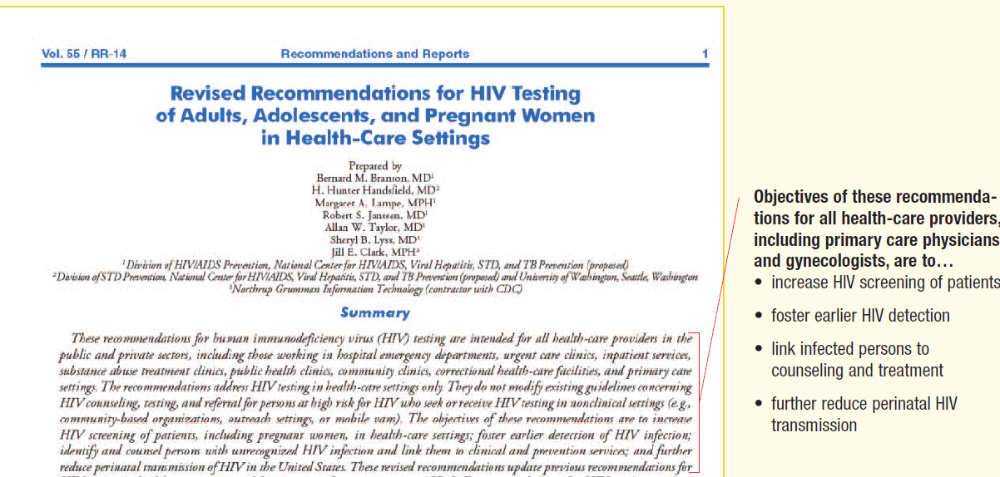 Vol. 55 / RR-14 Recommendations and Reports 1
Revised Recommendations for HIV Testing
of Adults, Adolescents, and Pregnant Women
in Health-Care Settings
Prepared by
Bernard M. Branson, MD¹
H. Hunter Handsfield, MD²
Margaret A. Lampe, MPH¹
Robert S. Janssen, MD¹
Allan W. Taylor, MD¹
Sheryl B. Lyss, MD¹
Jill E. Clark, MPH³
¹Division of HIV/AIDS Prevention, National Center for HIV/AIDS, Viral Hepatitis, STD, and TB Prevention (proposed)
²Division of STD Prevention, National Center for HIV/AIDS, Viral Hepatitis, STD, and TB Prevention (proposed) and University of Washington, Seattle, Washington
³Northrup Grumman Information Technology (contractor with CDC)
Summary
These recommendations for human immunodeficiency virus (HIV) testing are intended for all health-care providers in the
public and private sectors, including those working in hospital emergency departments, urgent care clinics, inpatient services,
substance abuse treatment clinics, public health clinics, community clinics, correctional health-care facilities, and primary care
settings. The recommendations address HIV testing in health-care settings only. They do not modify existing guidelines concerning
HIV counseling, testing, and referral for persons at high risk for HIV who seek or receive HIV testing in nonclinical settings (e.g.,
community-based organizations, outreach settings, or mobile vans). The objectives of these recommendations are to increase
HIV screening of patients, including pregnant women, in health-care settings; foster earlier detection of HIV infection;
identify and counsel persons with unrecognized HIV infection and link them to clinical and prevention services; and further
reduce perinatal transmission of HIV in the United States. These revised recommendations update previous recommendations for
Objectives of these recommenda-
tions for all health-care providers,
including primary care physicians
and gynecologists, are to…
• increase HIV screening of patients
• foster earlier HIV detection
• link infected persons to
counseling and treatment
• further reduce perinatal HIV
transmission